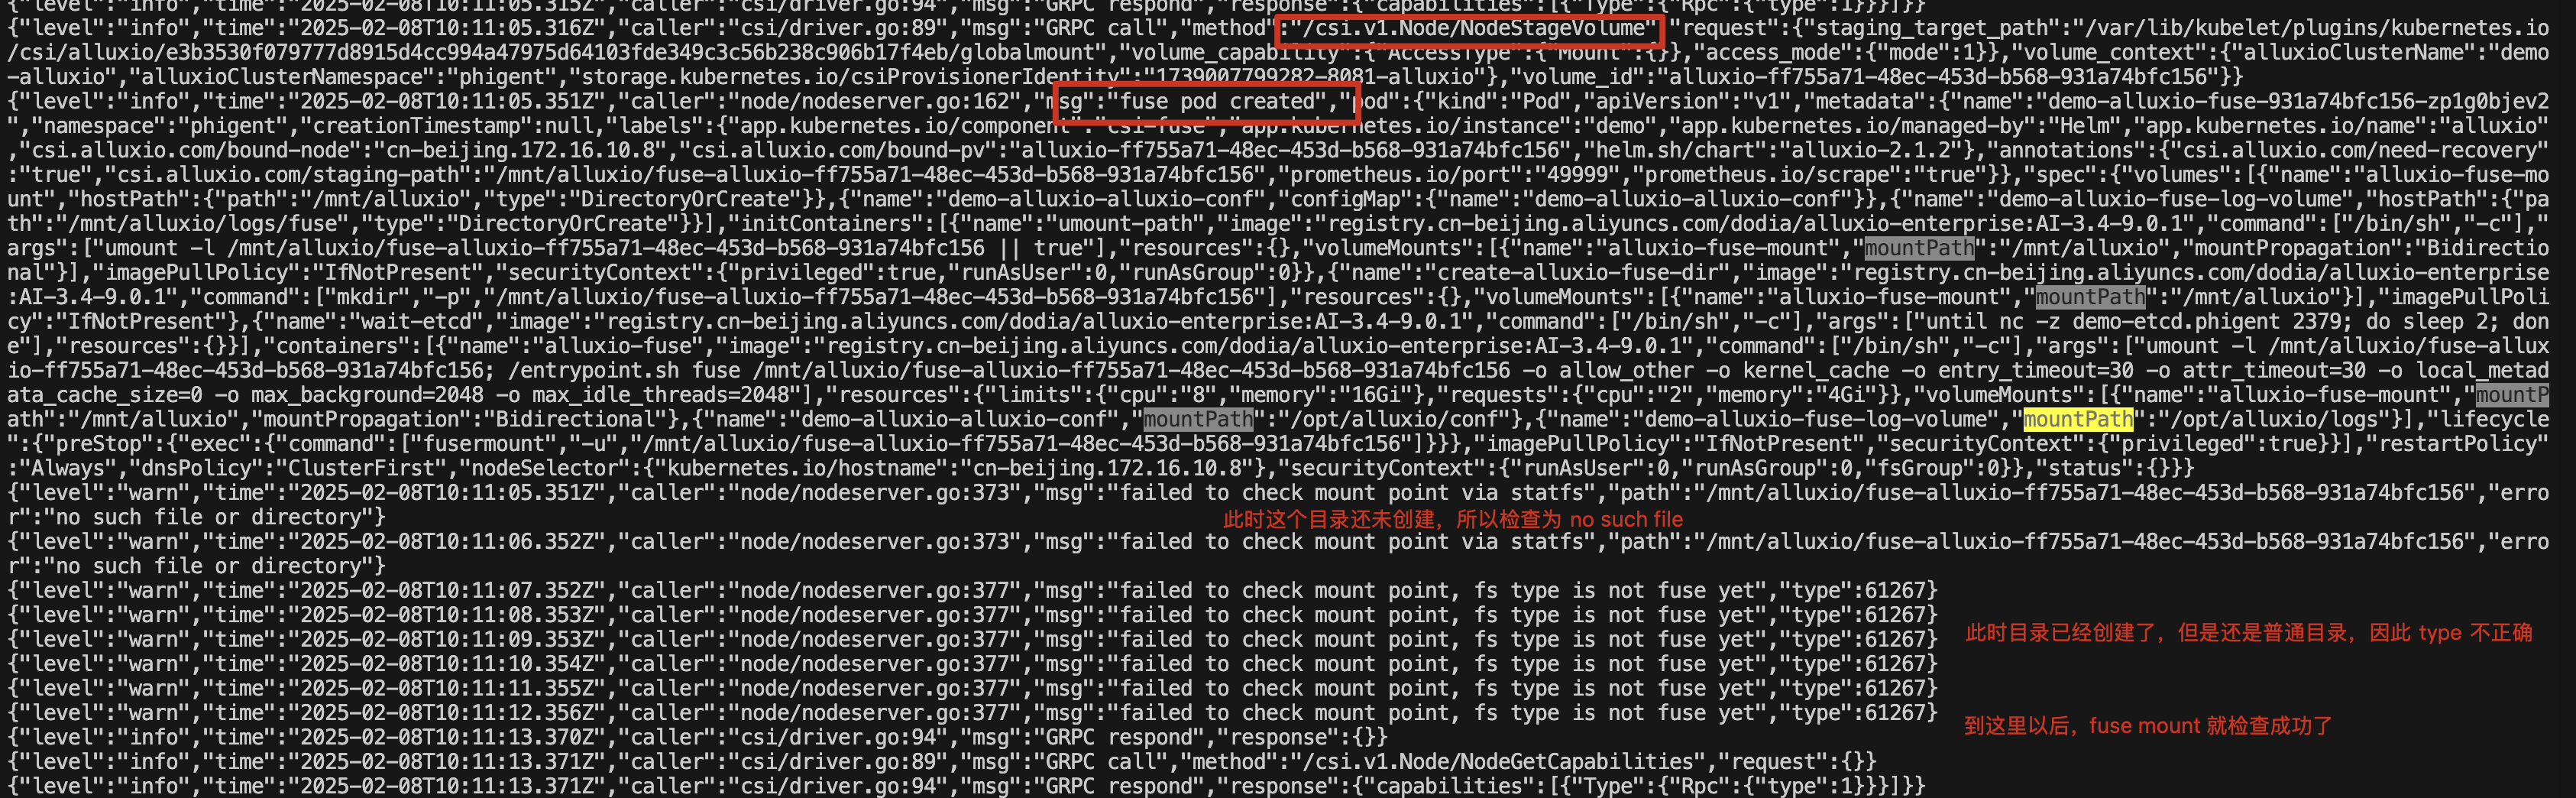 {"level":"info","time":"2025-02-08T10:11:05.315Z","caller":"csi/driver.go:94","msg":"GRPC respond","response":{"capabilities":[{"Type":{"Rpc":{"type":1}}}]}}
{"level":"info","time":"2025-02-08T10:11:05.316Z","caller":"csi/driver.go:89","msg":"GRPC call","method":"/csi.v1.Node/NodeStageVolume","request":{"staging_target_path":"/var/lib/kubelet/plugins/kubernetes.io
/csi/alluxio/e3b3530f079777d8915d4cc994a47975d64103fde349c3c56b238c906b17f4eb/globalmount","volume_capability":{"AccessType":{"Mount":{}},"access_mode":{"mode":1}},"volume_context":{"alluxioClusterName":"demo
-alluxio","alluxioClusterNamespace":"phigent","storage.kubernetes.io/csiProvisionerIdentity":"1739007799282-8081-alluxio"},"volume_id":"alluxio-ff755a71-48ec-453d-b568-931a74bfc156"}}
{"level":"info","time":"2025-02-08T10:11:05.351Z","caller":"node/nodeserver.go:162","msg":"fuse pod created","pod":{"kind":"Pod","apiVersion":"v1","metadata":{"name":"demo-alluxio-fuse-931a74bfc156-zp1g0bjev2
","namespace":"phigent","creationTimestamp":null,"labels":{"app.kubernetes.io/component":"csi-fuse","app.kubernetes.io/instance":"demo","app.kubernetes.io/managed-by":"Helm","app.kubernetes.io/name":"alluxio"
,"csi.alluxio.com/bound-node":"cn-beijing.172.16.10.8","csi.alluxio.com/bound-pv":"alluxio-ff755a71-48ec-453d-b568-931a74bfc156","helm.sh/chart":"alluxio-2.1.2"},"annotations":{"csi.alluxio.com/need-recovery"
:"true","csi.alluxio.com/staging-path":"/mnt/alluxio/fuse-alluxio-ff755a71-48ec-453d-b568-931a74bfc156","prometheus.io/port":"49999","prometheus.io/scrape":"true"}},"spec":{"volumes":[{"name":"alluxio-fuse-mo
unt","hostPath":{"path":"/mnt/alluxio","type":"DirectoryOrCreate"}},{"name":"demo-alluxio-alluxio-conf","configMap":{"name":"demo-alluxio-alluxio-conf"}},{"name":"demo-alluxio-fuse-log-volume","hostPath":{"pa
th":"/mnt/alluxio/logs/fuse","type":"DirectoryOrCreate"}}],"initContainers":[{"name":"umount-path","image":"registry.cn-beijing.aliyuncs.com/dodia/alluxio-enterprise:AI-3.4-9.0.1","command":["/bin/sh","-c"],"
args":["umount -l /mnt/alluxio/fuse-alluxio-ff755a71-48ec-453d-b568-931a74bfc156 || true"],"resources":{},"volumeMounts":[{"name":"alluxio-fuse-mount","mountPath":"/mnt/alluxio","mountPropagation":"Bidirectio
nal"}],"imagePullPolicy":"IfNotPresent","securityContext":{"privileged":true,"runAsUser":0,"runAsGroup":0}},{"name":"create-alluxio-fuse-dir","image":"registry.cn-beijing.aliyuncs.com/dodia/alluxio-enterprise
:AI-3.4-9.0.1","command":["mkdir","-p","/mnt/alluxio/fuse-alluxio-ff755a71-48ec-453d-b568-931a74bfc156"],"resources":{},"volumeMounts":[{"name":"alluxio-fuse-mount","mountPath":"/mnt/alluxio"}],"imagePullPoli
cy":"IfNotPresent"},{"name":"wait-etcd","image":"registry.cn-beijing.aliyuncs.com/dodia/alluxio-enterprise:AI-3.4-9.0.1","command":["/bin/sh","-c"],"args":["until nc -z demo-etcd.phigent 2379; do sleep 2; don
e"],"resources":{}}],"containers":[{"name":"alluxio-fuse","image":"registry.cn-beijing.aliyuncs.com/dodia/alluxio-enterprise:AI-3.4-9.0.1","command":["/bin/sh","-c"],"args":["umount -l /mnt/alluxio/fuse-allux
io-ff755a71-48ec-453d-b568-931a74bfc156; /entrypoint.sh fuse /mnt/alluxio/fuse-alluxio-ff755a71-48ec-453d-b568-931a74bfc156 -o allow_other -o kernel_cache -o entry_timeout=30 -o attr_timeout=30 -o local_metad
ata_cache_size=0 -o max_background=2048 -o max_idle_threads=2048"],"resources":{"limits":{"cpu":"8","memory":"16Gi"},"requests":{"cpu":"2","memory":"4Gi"}},"volumeMounts":[{"name":"alluxio-fuse-mount","mountP
ath":"/mnt/alluxio","mountPropagation":"Bidirectional"},{"name":"demo-alluxio-alluxio-conf","mountPath":"/opt/alluxio/conf"},{"name":"demo-alluxio-fuse-log-volume","mountPath":"/opt/alluxio/logs"}],"lifecycle
":{"preStop":{"exec":{"command":["fusermount","-u","/mnt/alluxio/fuse-alluxio-ff755a71-48ec-453d-b568-931a74bfc156"]}}},"imagePullPolicy":"IfNotPresent","securityContext":{"privileged":true}}],"restartPolicy"
:"Always","dnsPolicy":"ClusterFirst","nodeSelector":{"kubernetes.io/hostname":"cn-beijing.172.16.10.8"},"securityContext":{"runAsUser":0,"runAsGroup":0,"fsGroup":0}},"status":{}}}
{"level":"warn","time":"2025-02-08T10:11:05.351Z","caller":"node/nodeserver.go:373","msg":"failed to check mount point via statfs","path":"/mnt/alluxio/fuse-alluxio-ff755a71-48ec-453d-b568-931a74bfc156","erro
r":"no such file or directory"}
此时这个目录还未创建，所以检查为 no such file
{"level":"warn","time":"2025-02-08T10:11:06.352Z","caller":"node/nodeserver.go:373","msg":"failed to check mount point via statfs","path":"/mnt/alluxio/fuse-alluxio-ff755a71-48ec-453d-b568-931a74bfc156","erro
r":"no such file or directory"}
{"level":"warn","time":"2025-02-08T10:11:07.352Z","caller":"node/nodeserver.go:377","msg":"failed to check mount point, fs type is not fuse yet","type":61267}
{"level":"warn","time":"2025-02-08T10:11:08.353Z","caller":"node/nodeserver.go:377","msg":"failed to check mount point, fs type is not fuse yet","type":61267}
{"level":"warn","time":"2025-02-08T10:11:09.353Z","caller":"node/nodeserver.go:377","msg":"failed to check mount point, fs type is not fuse yet","type":61267}
此时目录已经创建了，但是还是普通目录，因此 type 不正确
{"level":"warn","time":"2025-02-08T10:11:10.354Z","caller":"node/nodeserver.go:377","msg":"failed to check mount point, fs type is not fuse yet","type":61267}
{"level":"warn","time":"2025-02-08T10:11:11.355Z","caller":"node/nodeserver.go:377","msg":"failed to check mount point, fs type is not fuse yet","type":61267}
{"level":"warn","time":"2025-02-08T10:11:12.356Z","caller":"node/nodeserver.go:377","msg":"failed to check mount point, fs type is not fuse yet","type":61267}
到这里以后，fuse mount 就检查成功了
{"level":"info","time":"2025-02-08T10:11:13.370Z","caller":"csi/driver.go:94","msg":"GRPC respond","response":{}}
{"level":"info","time":"2025-02-08T10:11:13.371Z","caller":"csi/driver.go:89","msg":"GRPC call","method":"/csi.v1.Node/NodeGetCapabilities","request":{}}
{"level":"info","time":"2025-02-08T10:11:13.371Z","caller":"csi/driver.go:94","msg":"GRPC respond","response":{"capabilities":[{"Type":{"Rpc":{"type":1}}}]}}